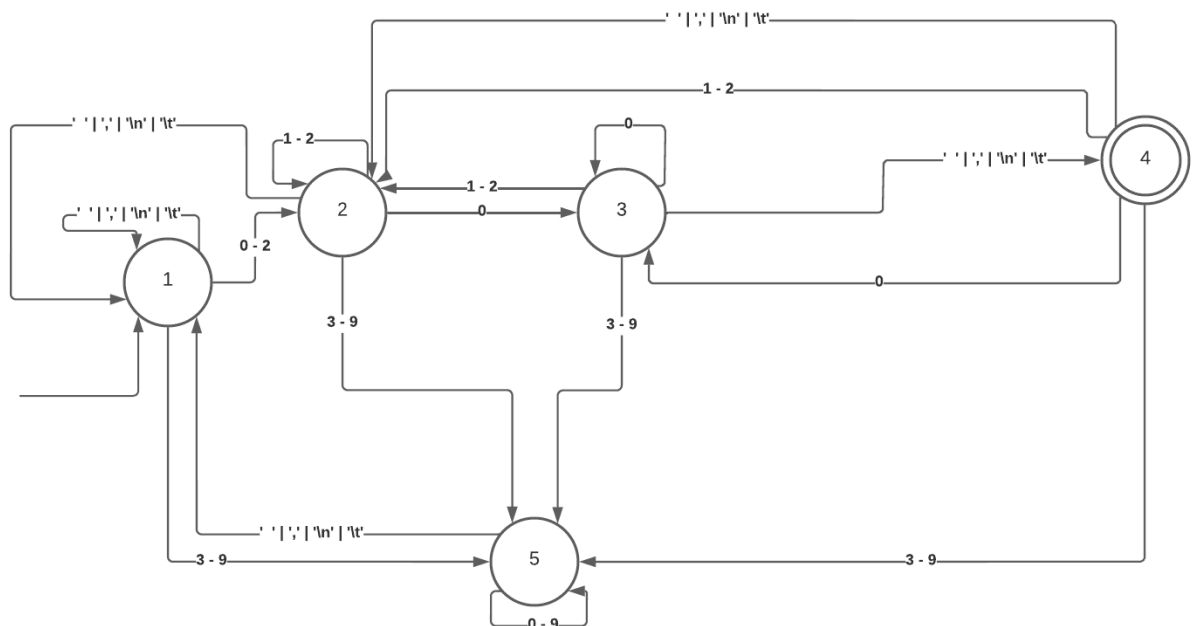 ' ' | ',' | '\n' | '\t'
1 - 2
' ' | ',' | '\n' | '\t'
0
1 - 2
' ' | ',' | '\n' | '\t'
4
1 - 2
2
0
3
' ' | ',' | '\n' | '\t'
0 - 2
1
0
3 - 9
3 - 9
' ' | ',' | '\n' | '\t'
5
3 - 9
3 - 9
0 - 9